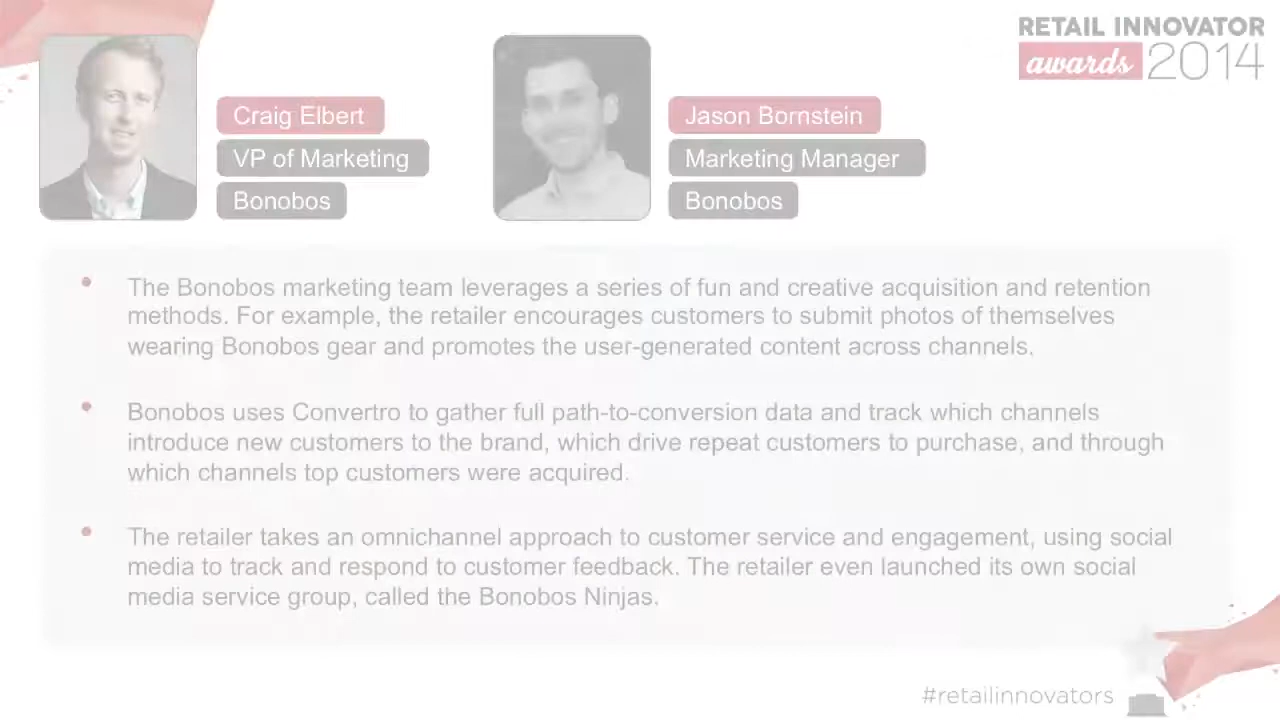 RETAIL INNOVATOR
awards 2014
Craig Elbert
VP of Marketing
Bonobos
Jason Bornstein
Marketing Manager
Bonobos
• The Bonobos marketing team leverages a series of fun and creative acquisition and retention
methods. For example, the retailer encourages customers to submit photos of themselves
wearing Bonobos gear and promotes the user-generated content across channels.
• Bonobos uses Convertro to gather full path-to-conversion data and track which channels
introduce new customers to the brand, which drive repeat customers to purchase, and through
which channels top customers were acquired.
• The retailer takes an omnichannel approach to customer service and engagement, using social
media to track and respond to customer feedback. The retailer even launched its own social
media service group, called the Bonobos Ninjas.
#retailinnovators